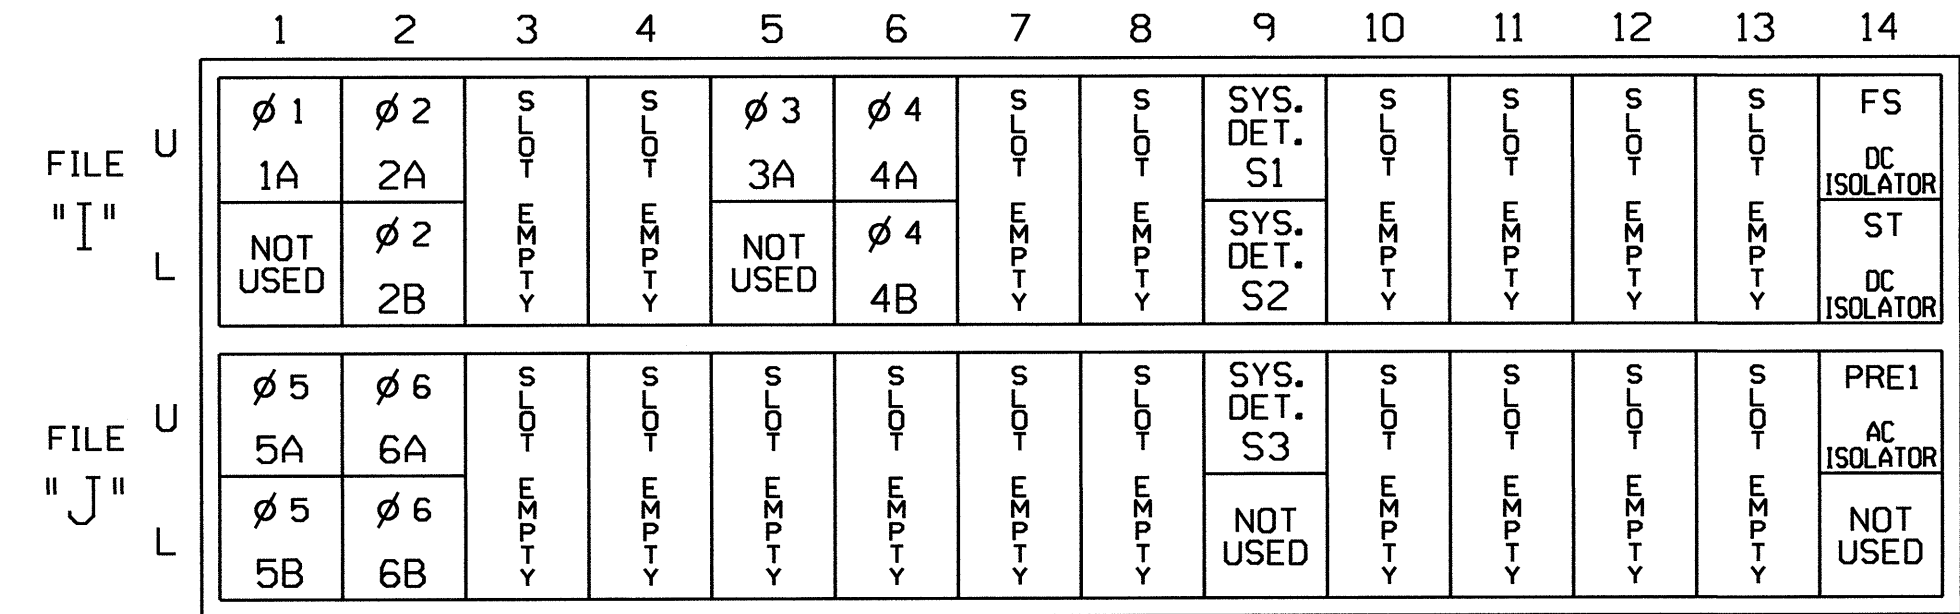 1 2 3 4 5 6 7 8 9 10 11 12 13 14
FILE
"I"
U
L
ø 1
1A
NOT
USED
ø 2
2A
ø 2
2B
SLOT EMPTY
SLOT EMPTY
ø 3
3A
NOT
USED
ø 4
4A
ø 4
4B
SLOT EMPTY
SLOT EMPTY
SYS.
DET.
S1
SYS.
DET.
S2
SLOT EMPTY
SLOT EMPTY
SLOT EMPTY
SLOT EMPTY
FS
DC
ISOLATOR
ST
DC
ISOLATOR
FILE
"J"
U
L
ø 5
5A
ø 5
5B
ø 6
6A
ø 6
6B
SLOT EMPTY
SLOT EMPTY
SLOT EMPTY
SLOT EMPTY
SLOT EMPTY
SLOT EMPTY
SYS.
DET.
S3
NOT
USED
SLOT EMPTY
SLOT EMPTY
SLOT EMPTY
SLOT EMPTY
PRE1
AC
ISOLATOR
NOT
USED